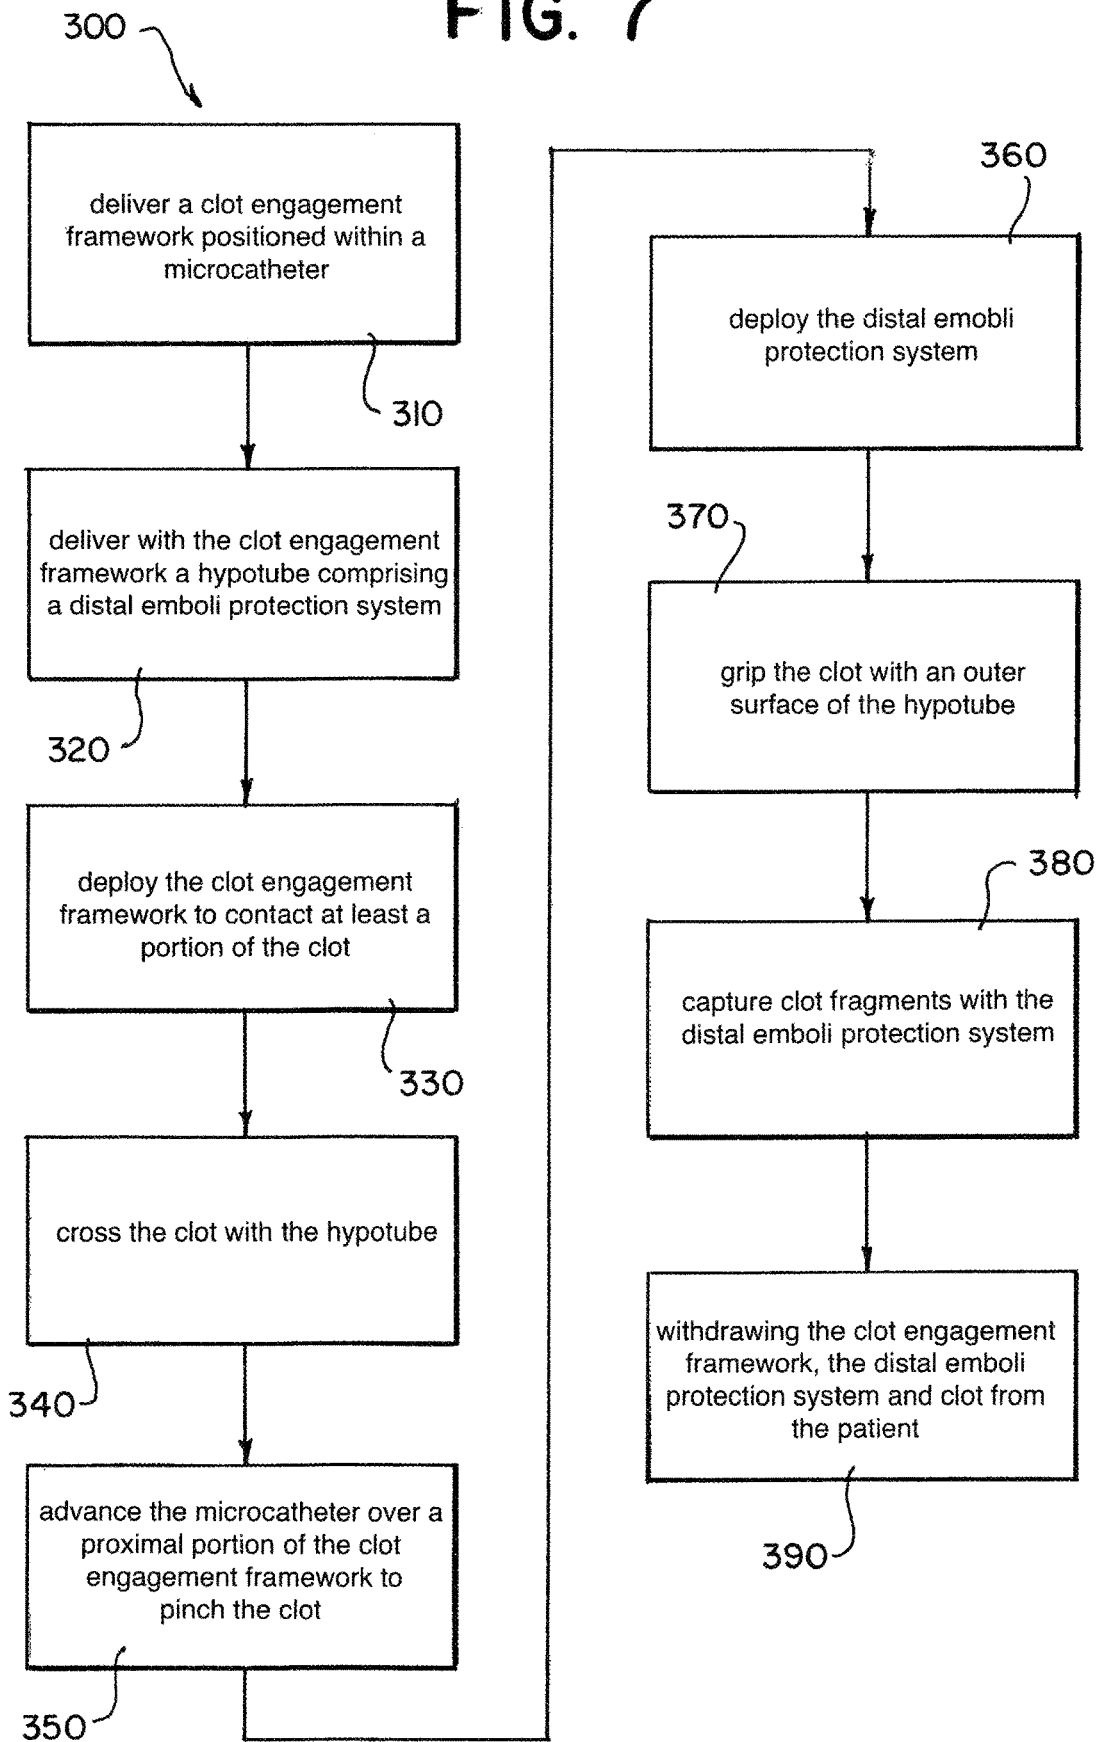 FIG. 7
300
deliver a clot engagement
framework positioned within a
microcatheter
310
deliver with the clot engagement
framework a hypotube comprising
a distal emboli protection system
320
deploy the clot engagement
framework to contact at least a
portion of the clot
330
cross the clot with the hypotube
340
advance the microcatheter over a
proximal portion of the clot
engagement framework to
pinch the clot
350
360
deploy the distal emobli
protection system
370
grip the clot with an outer
surface of the hypotube
380
capture clot fragments with the
distal emboli protection system
withdrawing the clot engagement
framework, the distal emboli
protection system and clot from
the patient
390